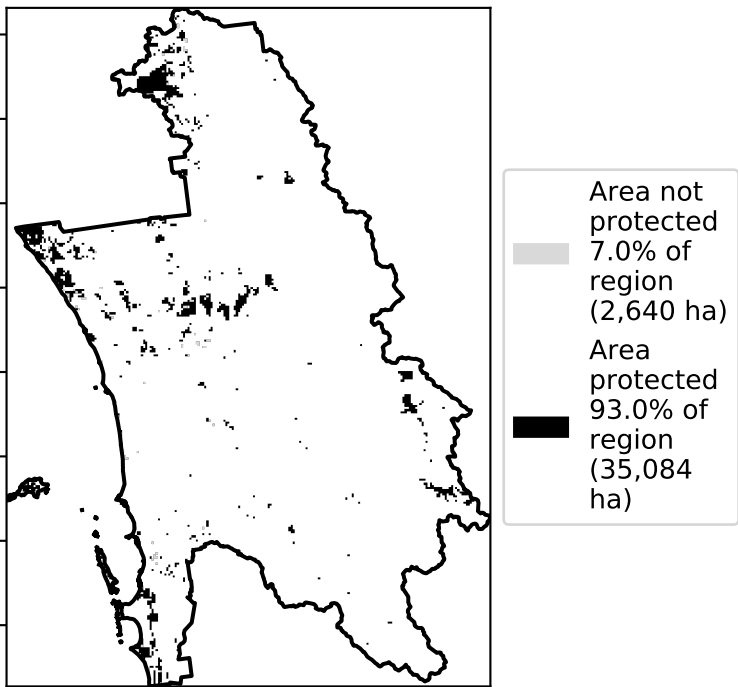 Area not
protected
7.0% of
region
(2,640 ha)
Area
protected
93.0% of
region
(35,084
ha)